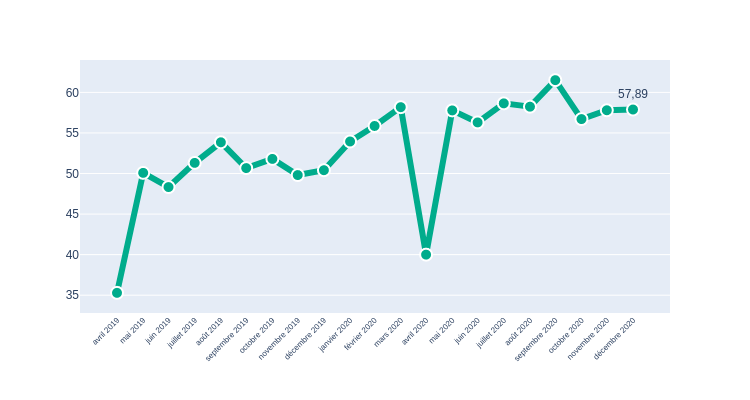 60
55
50
45
40
35
57,89
avril 2019
mai 2019
juin 2019
juillet 2019
août 2019
septembre 2019
octobre 2019
novembre 2019
décembre 2019
janvier 2020
février 2020
mars 2020
avril 2020
mai 2020
juin 2020
juillet 2020
août 2020
septembre 2020
octobre 2020
novembre 2020
décembre 2020